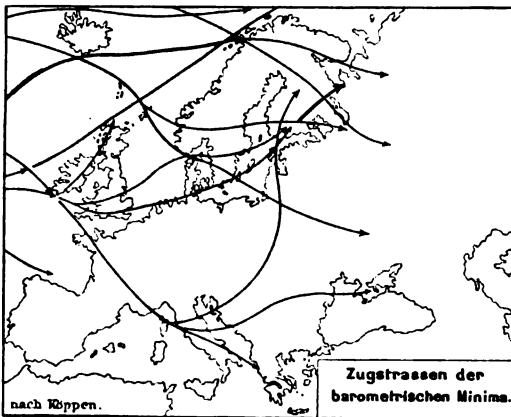 Zugstrassen der
barometrischen Minima.
nach Köppen.